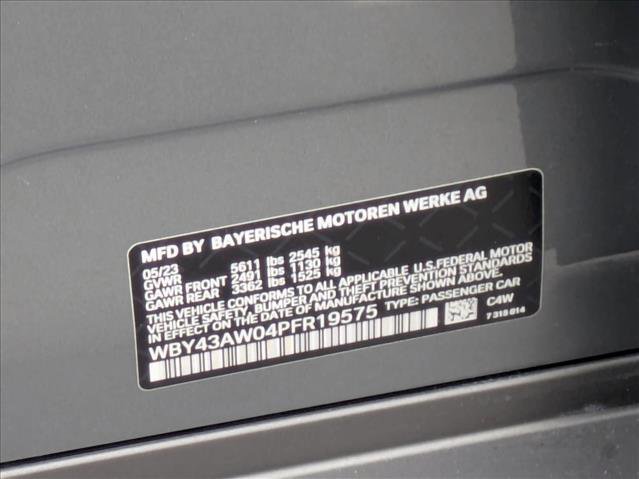 MFD BY BAYERISCHE MOTOREN WERKE AG
05/23
GVWR 5611 lbs 2545 kg
GAWR FRONT 2491 lbs 1130 kg
GAWR REAR 3362 lbs 1525 kg
THIS VEHICLE CONFORMS TO ALL APPLICABLE U.S.FEDERAL MOTOR
VEHICLE SAFETY, BUMPER AND THEFT PREVENTION STANDARDS
IN EFFECT ON THE DATE OF MANUFACTURE SHOWN ABOVE.
WBY43AW04PFR19575 TYPE: PASSENGER CAR
C4W
7 315 014